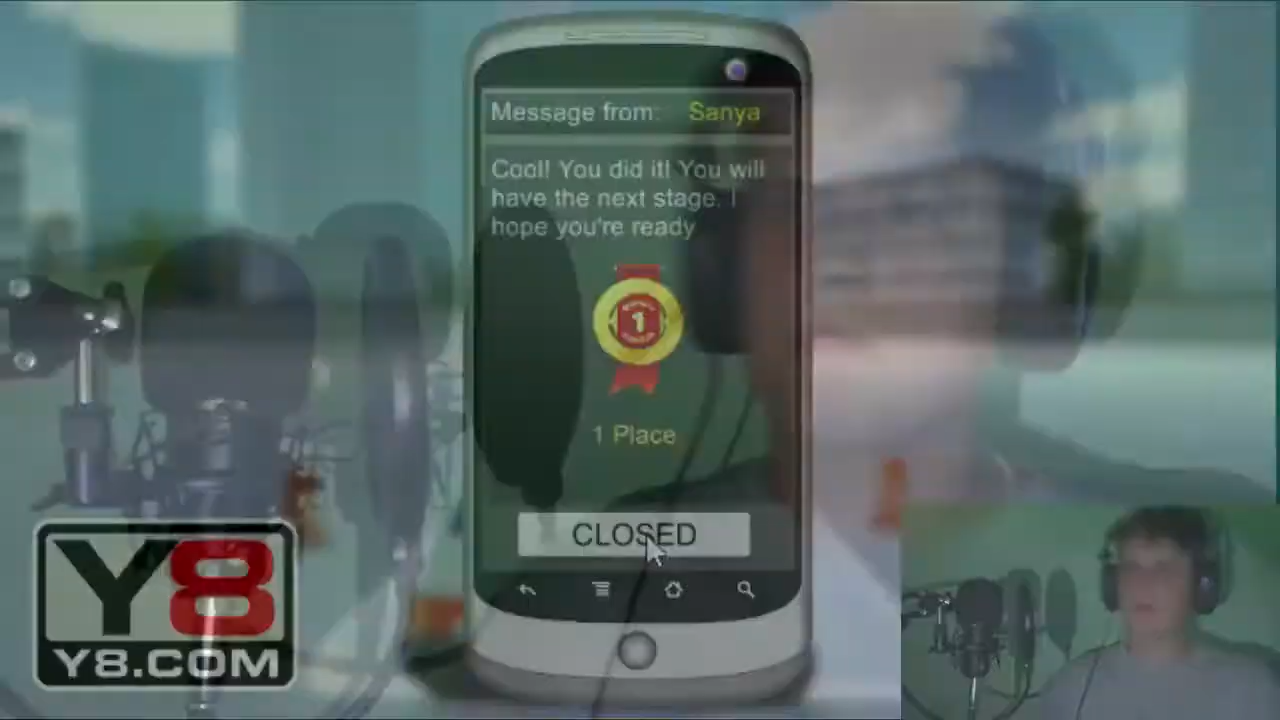 Message from: Sanya
Cool! You did it! You will
have the next stage. I
hope you're ready
1
1 Place
CLOSED
Y8
Y8.COM